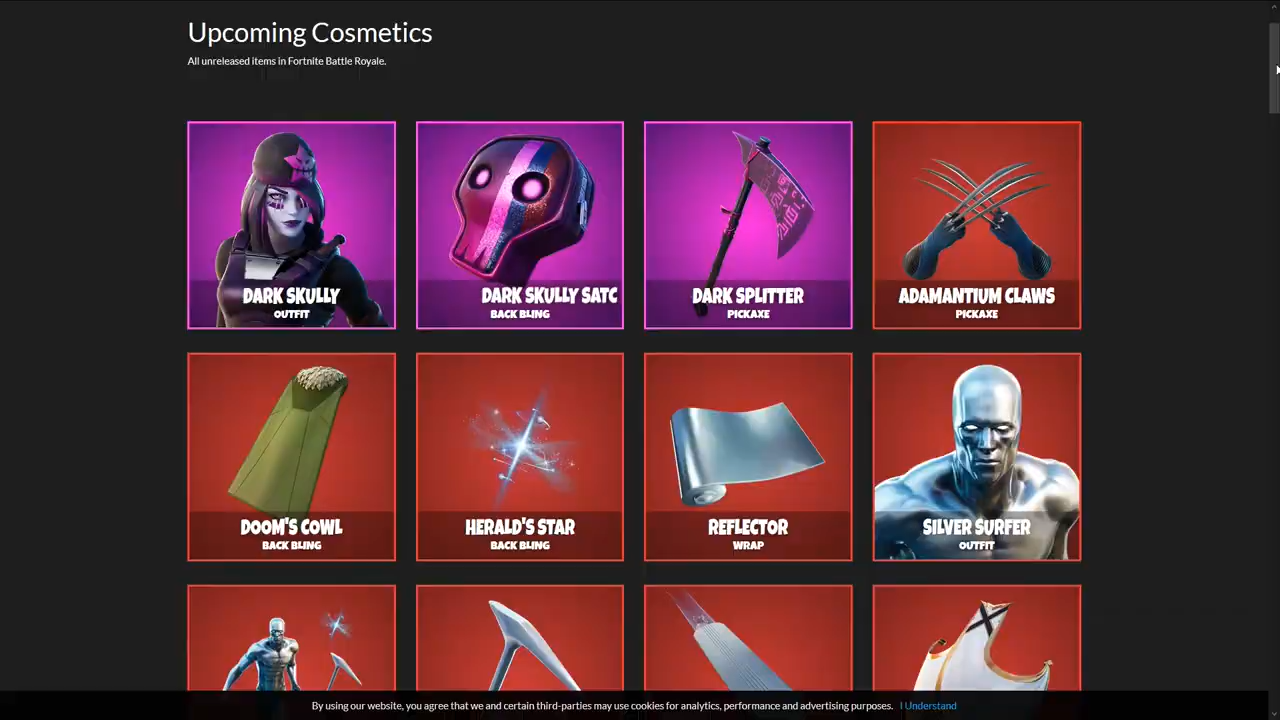 Upcoming Cosmetics
All unreleased items in Fortnite Battle Royale.
DARK SKULLY
OUTFIT
DARK SKULLY SATC
BACK BLING
DARK SPLITTER
PICKAXE
ADAMANTIUM CLAWS
PICKAXE
DOOM'S COWL
BACK BLING
HERALD'S STAR
BACK BLING
REFLECTOR
WRAP
SILVER SURFER
OUTFIT
By using our website, you agree that we and certain third-parties may use cookies for analytics, performance and advertising purposes. I Understand